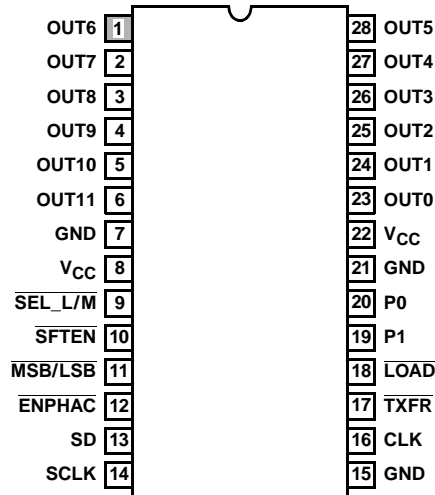 OUT6 1 28 OUT5
OUT7 2 27 OUT4
OUT8 3 26 OUT3
OUT9 4 25 OUT2
OUT10 5 24 OUT1
OUT11 6 23 OUT0
GND 7 22 VCC
VCC 8 21 GND
SEL_L/M 9 20 P0
SFTEN 10 19 P1
MSB/LSB 11 18 LOAD
ENPHAC 12 17 TXFR
SD 13 16 CLK
SCLK 14 15 GND